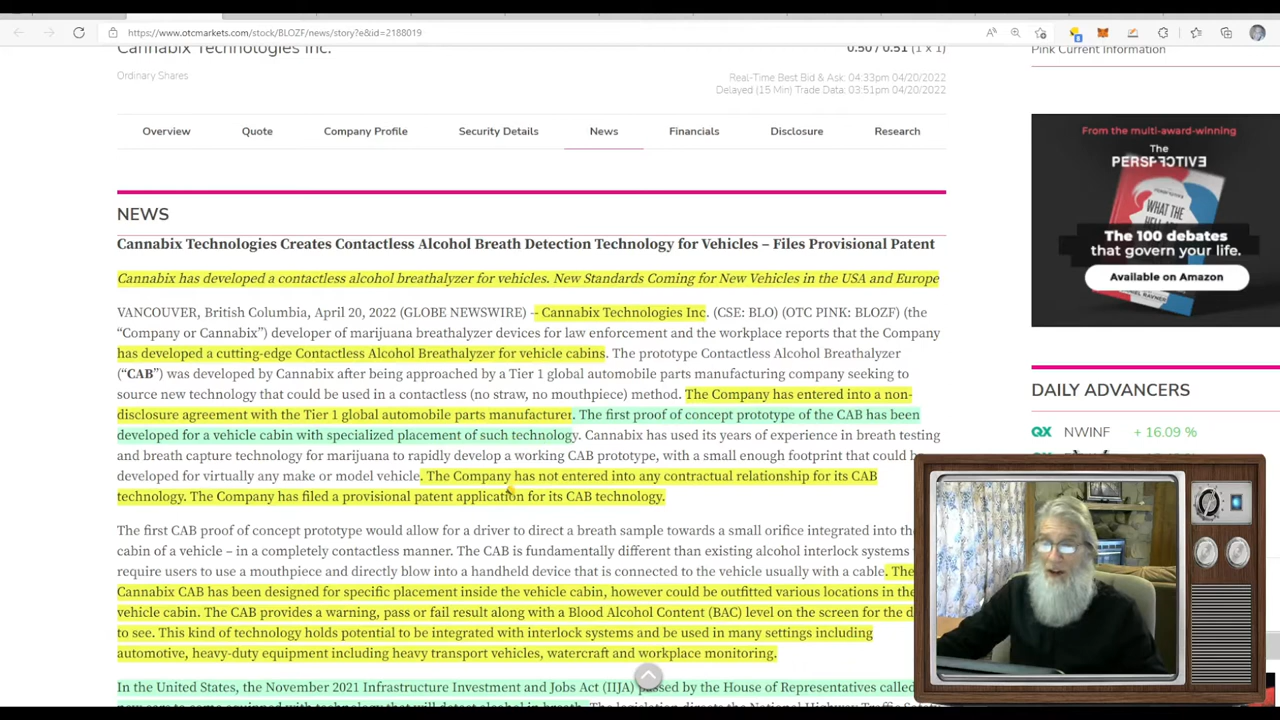 https://www.otcmarkets.com/stock/BLOZF/news/story?e&id=2188019
Cannabix Technologies Inc.
0.50 / 0.51 (1 x 1)
Pink Current Information
Ordinary Shares
Real-Time Best Bid & Ask: 04:33pm 04/20/2022
Delayed (15 Min) Trade Data: 03:51pm 04/20/2022
Overview
Quote
Company Profile
Security Details
News
Financials
Disclosure
Research
NEWS
Cannabix Technologies Creates Contactless Alcohol Breath Detection Technology for Vehicles – Files Provisional Patent
Cannabix has developed a contactless alcohol breathalyzer for vehicles. New Standards Coming for New Vehicles in the USA and Europe
VANCOUVER, British Columbia, April 20, 2022 (GLOBE NEWSWIRE) -- Cannabix Technologies Inc. (CSE: BLO) (OTC PINK: BLOZF) (the
“Company or Cannabix”) developer of marijuana breathalyzer devices for law enforcement and the workplace reports that the Company
has developed a cutting-edge Contactless Alcohol Breathalyzer for vehicle cabins. The prototype Contactless Alcohol Breathalyzer
(“CAB”) was developed by Cannabix after being approached by a Tier 1 global automobile parts manufacturing company seeking to
source new technology that could be used in a contactless (no straw, no mouthpiece) method. The Company has entered into a non-
disclosure agreement with the Tier 1 global automobile parts manufacturer. The first proof of concept prototype of the CAB has been
developed for a vehicle cabin with specialized placement of such technology. Cannabix has used its years of experience in breath testing
and breath capture technology for marijuana to rapidly develop a working CAB prototype, with a small enough footprint that could be
developed for virtually any make or model vehicle. The Company has not entered into any contractual relationship for its CAB
technology. The Company has filed a provisional patent application for its CAB technology.
The first CAB proof of concept prototype would allow for a driver to direct a breath sample towards a small orifice integrated into the
cabin of a vehicle – in a completely contactless manner. The CAB is fundamentally different than existing alcohol interlock systems
require users to use a mouthpiece and directly blow into a handheld device that is connected to the vehicle usually with a cable. The
Cannabix CAB has been designed for specific placement inside the vehicle cabin, however could be outfitted various locations in the
vehicle cabin. The CAB provides a warning, pass or fail result along with a Blood Alcohol Content (BAC) level on the screen for the
to see. This kind of technology holds potential to be integrated with interlock systems and be used in many settings including
automotive, heavy-duty equipment including heavy transport vehicles, watercraft and workplace monitoring.
In the United States, the November 2021 Infrastructure Investment and Jobs Act (IIJA) passed by the House of Representatives called
From the multi-award-winning
The
PERSPECTIVE
WHAT THE
The 100 debates
that govern your life.
Available on Amazon
DAILY ADVANCERS
QX NWINF + 16.09 %